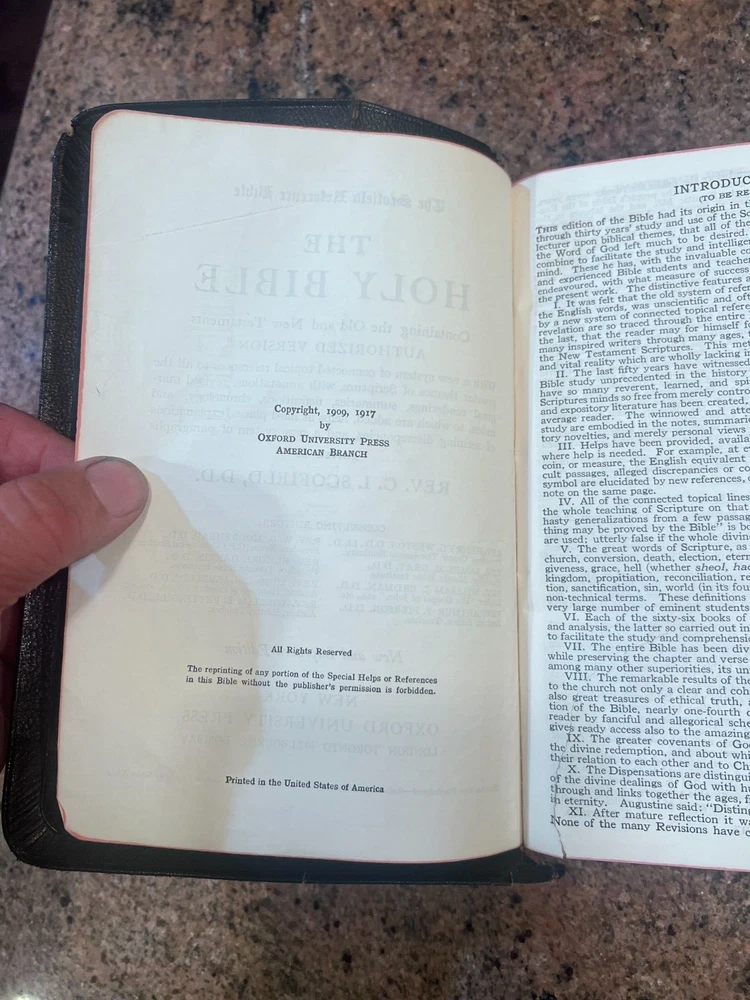 Copyright, 1909, 1917
by
OXFORD UNIVERSITY PRESS
AMERICAN BRANCH
All Rights Reserved
The reprinting of any portion of the Special Helps or References
in this Bible without the publisher's permission is forbidden.
Printed in the United States of America
INTRODUC
(TO BE RE
THIS edition of the Bible had its origin in
through thirty years' study and use of the Sc
lecturer upon biblical themes, that all of the
the Word of God left much to be desired.
combine to facilitate the study and intellige
mind. These he has, with the invaluable co
and experienced Bible students and teache
endeavoured, with what measure of success
the present work. The distinctive features
I. It was felt that the old system of refer
the English words, was unscientific and oft
by a new system of connected topical refere
revelation are so traced through the entire
the last, that the reader may for himself f
many inspired writers through many ages,
the New Testament Scriptures. This met
and vital reality which are wholly lacking i
II. The last fifty years have witnessed
Bible study unprecedented in the history
have so many reverent, learned, and spi
Scriptures minds so free from merely contro
and expository literature has been created.
average reader. The winnowed and atte
study are embodied in the notes, summarie
tory novelties, and merely personal views
III. Helps have been provided, availa
where help is needed. For example, at ev
coin, or measure, the English equivalent
cult passages, alleged discrepancies or co
symbol are elucidated by new references,
note on the same page.
IV. All of the connected topical lines
the whole teaching of Scripture on that
hasty generalizations from a few passag
thing may be proved by the Bible" is bo
are used; utterly false if the whole divin
V. The great words of Scripture, as
church, conversion, death, election, etern
giveness, grace, hell (whether sheol, had
kingdom, propitiation, reconciliation, re
tion, sanctification, sin, world (in its fou
non-technical terms. These definitions
very large number of eminent students
VI. Each of the sixty-six books of
and analysis, the latter so carried out in
to facilitate the study and comprehensio
VII. The entire Bible has been div
while preserving the chapter and verse
among many other superiorities, its uns
VIII. The remarkable results of the
to the church not only a clear and coh
also great treasures of ethical truth,
tion of the Bible, nearly one-fourth
reader by fanciful and allegorical sche
gives ready access also to the amazing
IX. The greater covenants of Go
the divine redemption, and about whi
their relation to each other and to Ch
X. The Dispensations are distingu
of the divine dealings of God with hu
through and links together the ages, f
in eternity. Augustine said: "Disting
XI. After mature reflection it wa
None of the many Revisions have c